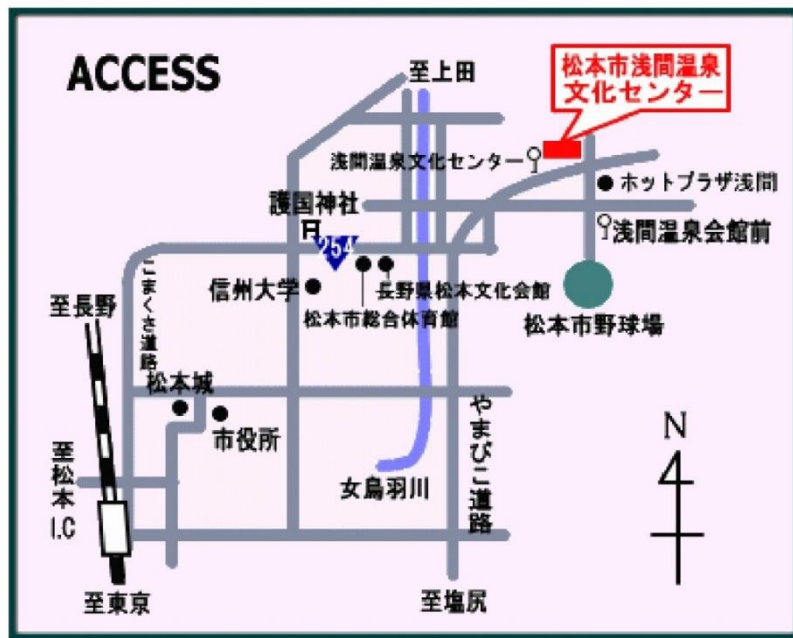 ACCESS
至上田
松本市浅間温泉
文化センター
浅間温泉文化センター
ホットプラザ浅間
護国神社
254
浅間温泉会館前
こまくさ道路
信州大学
長野県松本文化会館
松本市総合体育館
至長野
松本市野球場
松本城
市役所
やまびこ道路
N
至松本I.C
女鳥羽川
至東京
至塩尻